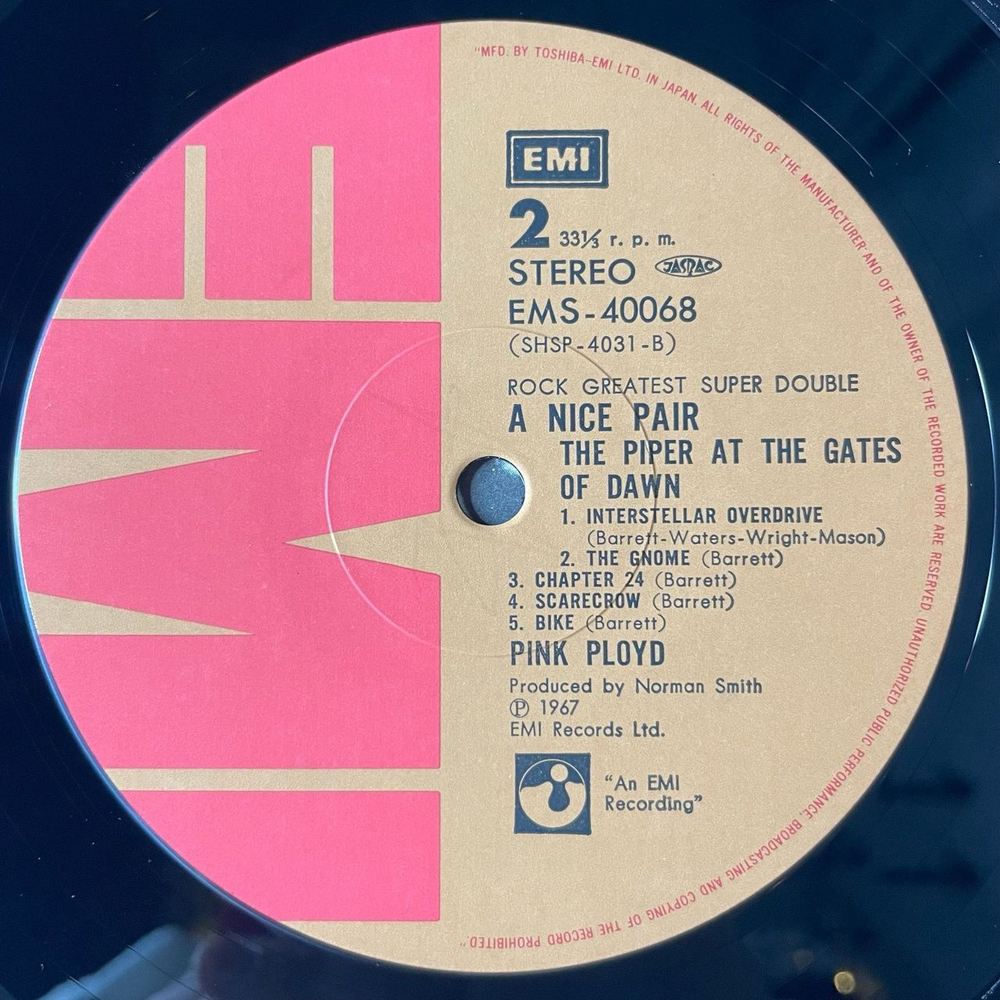 "MFD. BY TOSHIBA-EMI LTD. IN JAPAN. ALL RIGHTS OF THE MANUFACTURER AND OF THE OWNER OF THE RECORDED WORK ARE RESERVED. UNAUTHORIZED PUBLIC PERFORMANCE, BROADCASTING AND COPYING OF THE RECORD PROHIBITED"
EMI
EMI
2 33⅓ r. p. m.
STEREO JASRAC
EMS-40068
(SHSP-4031-B)
ROCK GREATEST SUPER DOUBLE
A NICE PAIR
THE PIPER AT THE GATES
OF DAWN
1. INTERSTELLAR OVERDRIVE
(Barrett-Waters-Wright-Mason)
2. THE GNOME (Barrett)
3. CHAPTER 24 (Barrett)
4. SCARECROW (Barrett)
5. BIKE (Barrett)
PINK PLOYD
Produced by Norman Smith
Ⓟ 1967
EMI Records Ltd.
"An EMI
Recording"